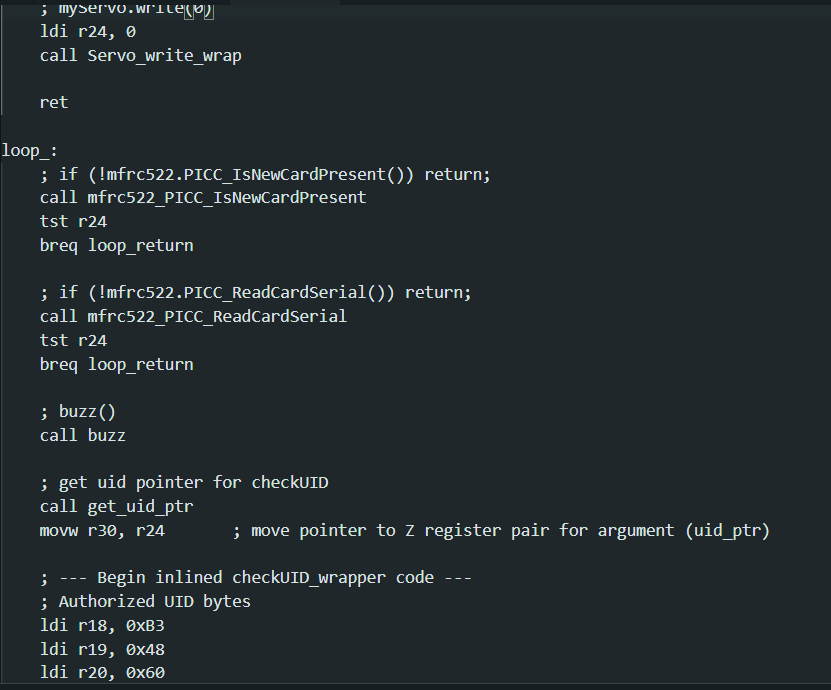 ; myServo.write(0)
ldi r24, 0
call Servo_write_wrap
ret
loop_:
; if (!mfrc522.PICC_IsNewCardPresent()) return;
call mfrc522_PICC_IsNewCardPresent
tst r24
breq loop_return
; if (!mfrc522.PICC_ReadCardSerial()) return;
call mfrc522_PICC_ReadCardSerial
tst r24
breq loop_return
; buzz()
call buzz
; get uid pointer for checkUID
call get_uid_ptr
movw r30, r24       ; move pointer to Z register pair for argument (uid_ptr)
; --- Begin inlined checkUID_wrapper code ---
; Authorized UID bytes
ldi r18, 0xB3
ldi r19, 0x48
ldi r20, 0x60